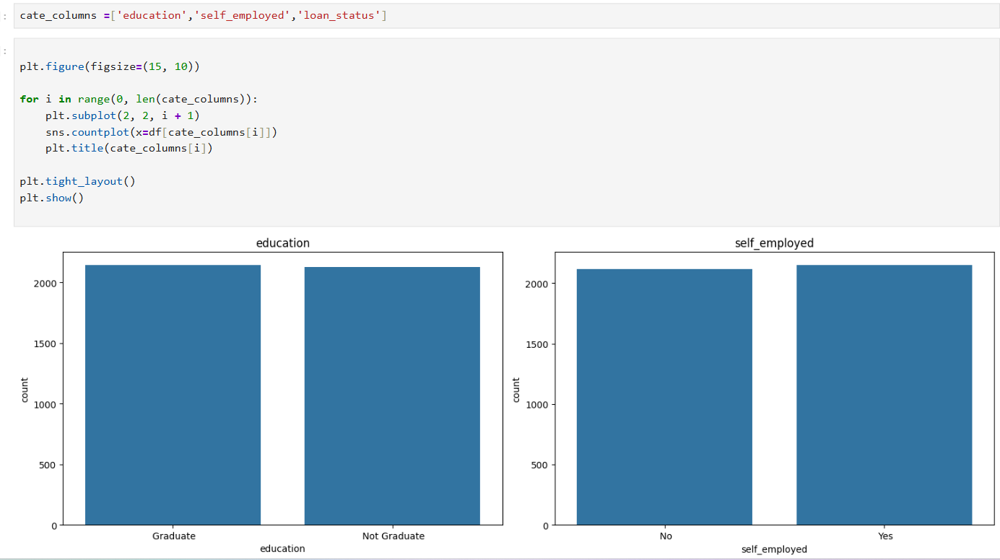 : cate_columns =['education','self_employed','loan_status']
:
plt.figure(figsize=(15, 10))
for i in range(0, len(cate_columns)):
    plt.subplot(2, 2, i + 1)
    sns.countplot(x=df[cate_columns[i]])
    plt.title(cate_columns[i])
plt.tight_layout()
plt.show()
education
2000
1500
1000
500
0
count
Graduate Not Graduate
education
self_employed
2000
1500
1000
500
0
count
No Yes
self_employed